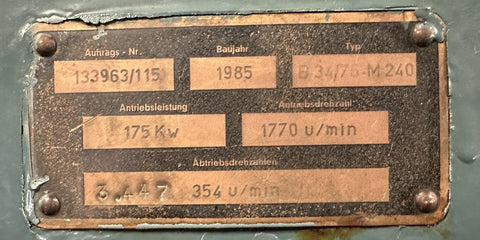 Auftrags - Nr. Baujahr Typ
133963/115 1985 B 34/76-M 240
Antriebsleistung Antriebsdrehzahl
175 Kw 1770 u/min
Abtriebsdrehzahlen
3.447 354 u/min